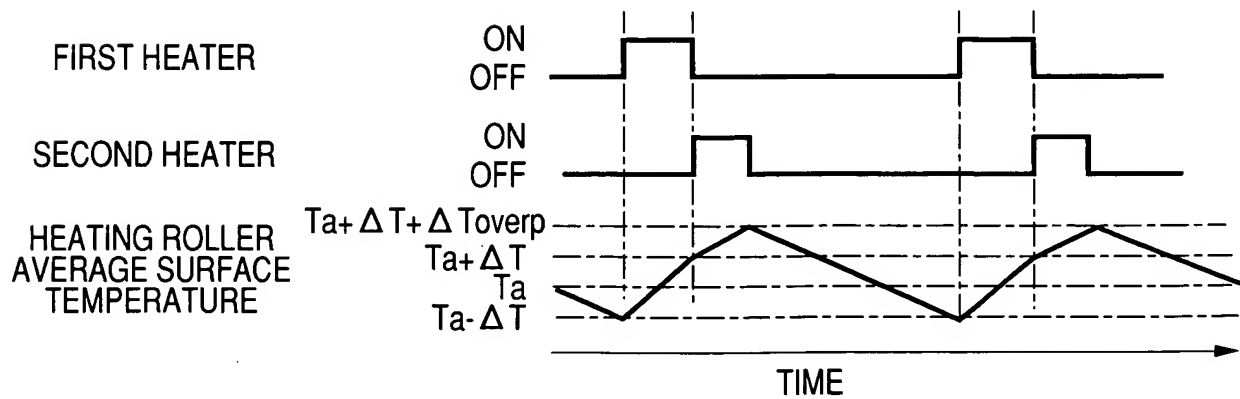 FIRST HEATER
ON
OFF
SECOND HEATER
ON
OFF
HEATING ROLLER
AVERAGE SURFACE
TEMPERATURE
Ta+ΔT+ΔToverp
Ta+ΔT
Ta
Ta-ΔT
TIME